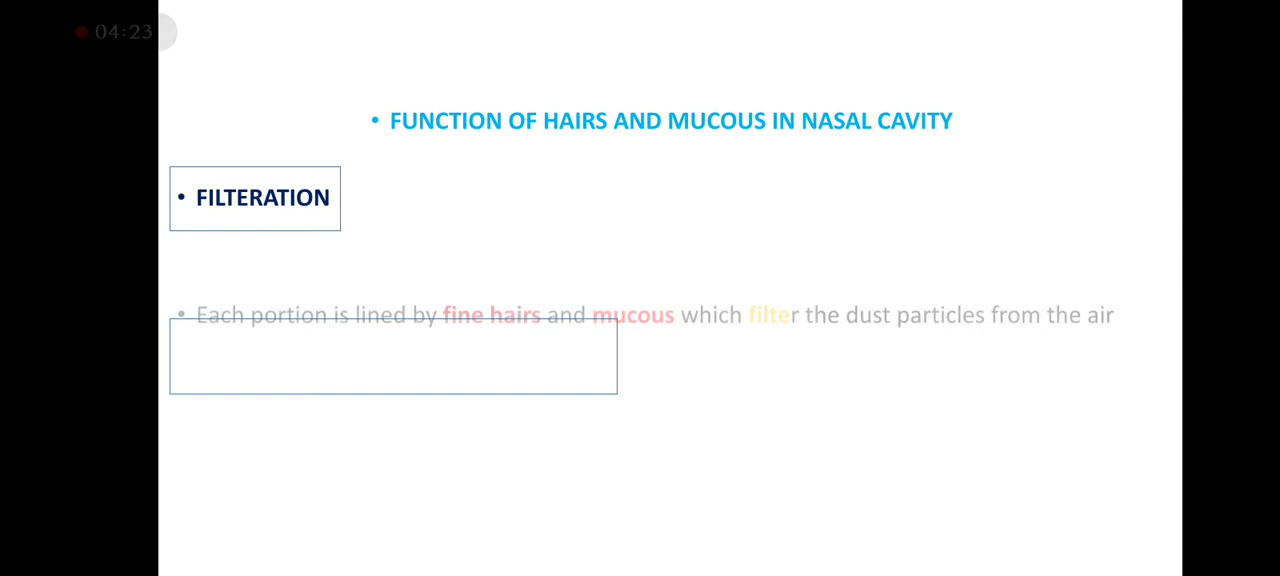 04:23
• FUNCTION OF HAIRS AND MUCOUS IN NASAL CAVITY
• FILTERATION
• Each portion is lined by fine hairs and mucous which filter the dust particles from the air